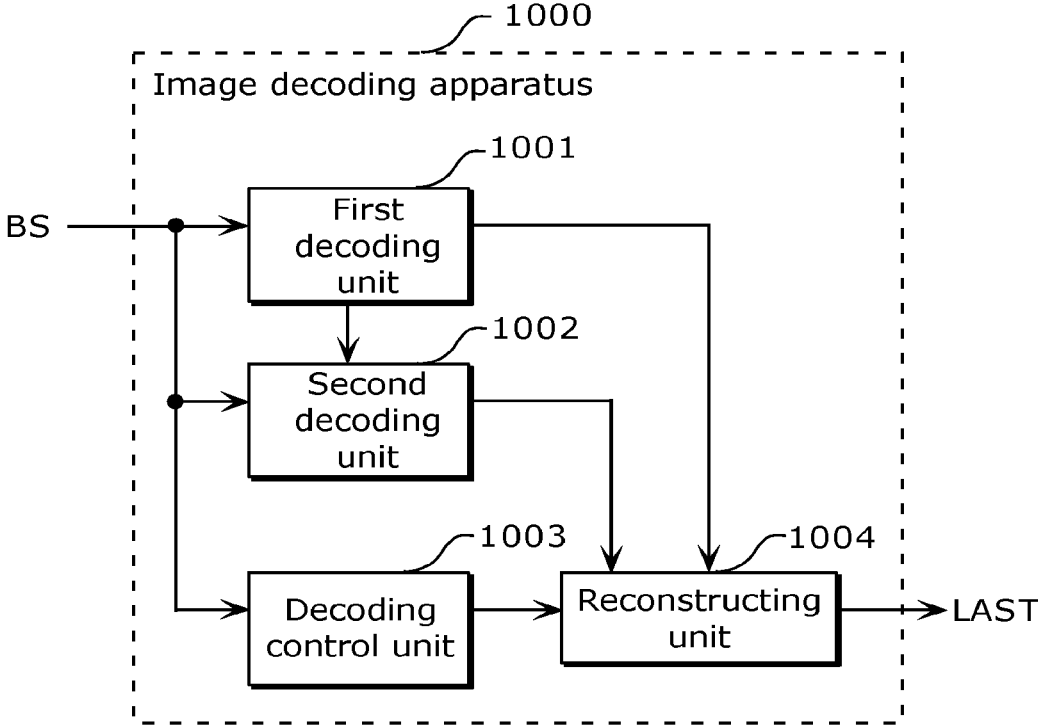 1000
Image decoding apparatus
1001
BS
First
decoding
unit
1002
Second
decoding
unit
1003
Decoding
control unit
1004
Reconstructing
unit
LAST